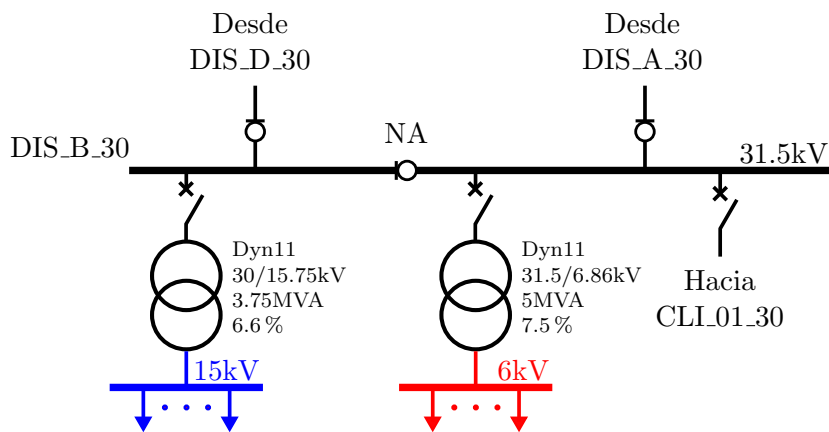 Desde
DIS_D_30
Desde
DIS_A_30
NA
DIS_B_30
31.5kV
Dyn11
30/15.75kV
3.75MVA
6.6 %
Dyn11
31.5/6.86kV
5MVA
7.5 %
Hacia
CLI_01_30
15kV
6kV